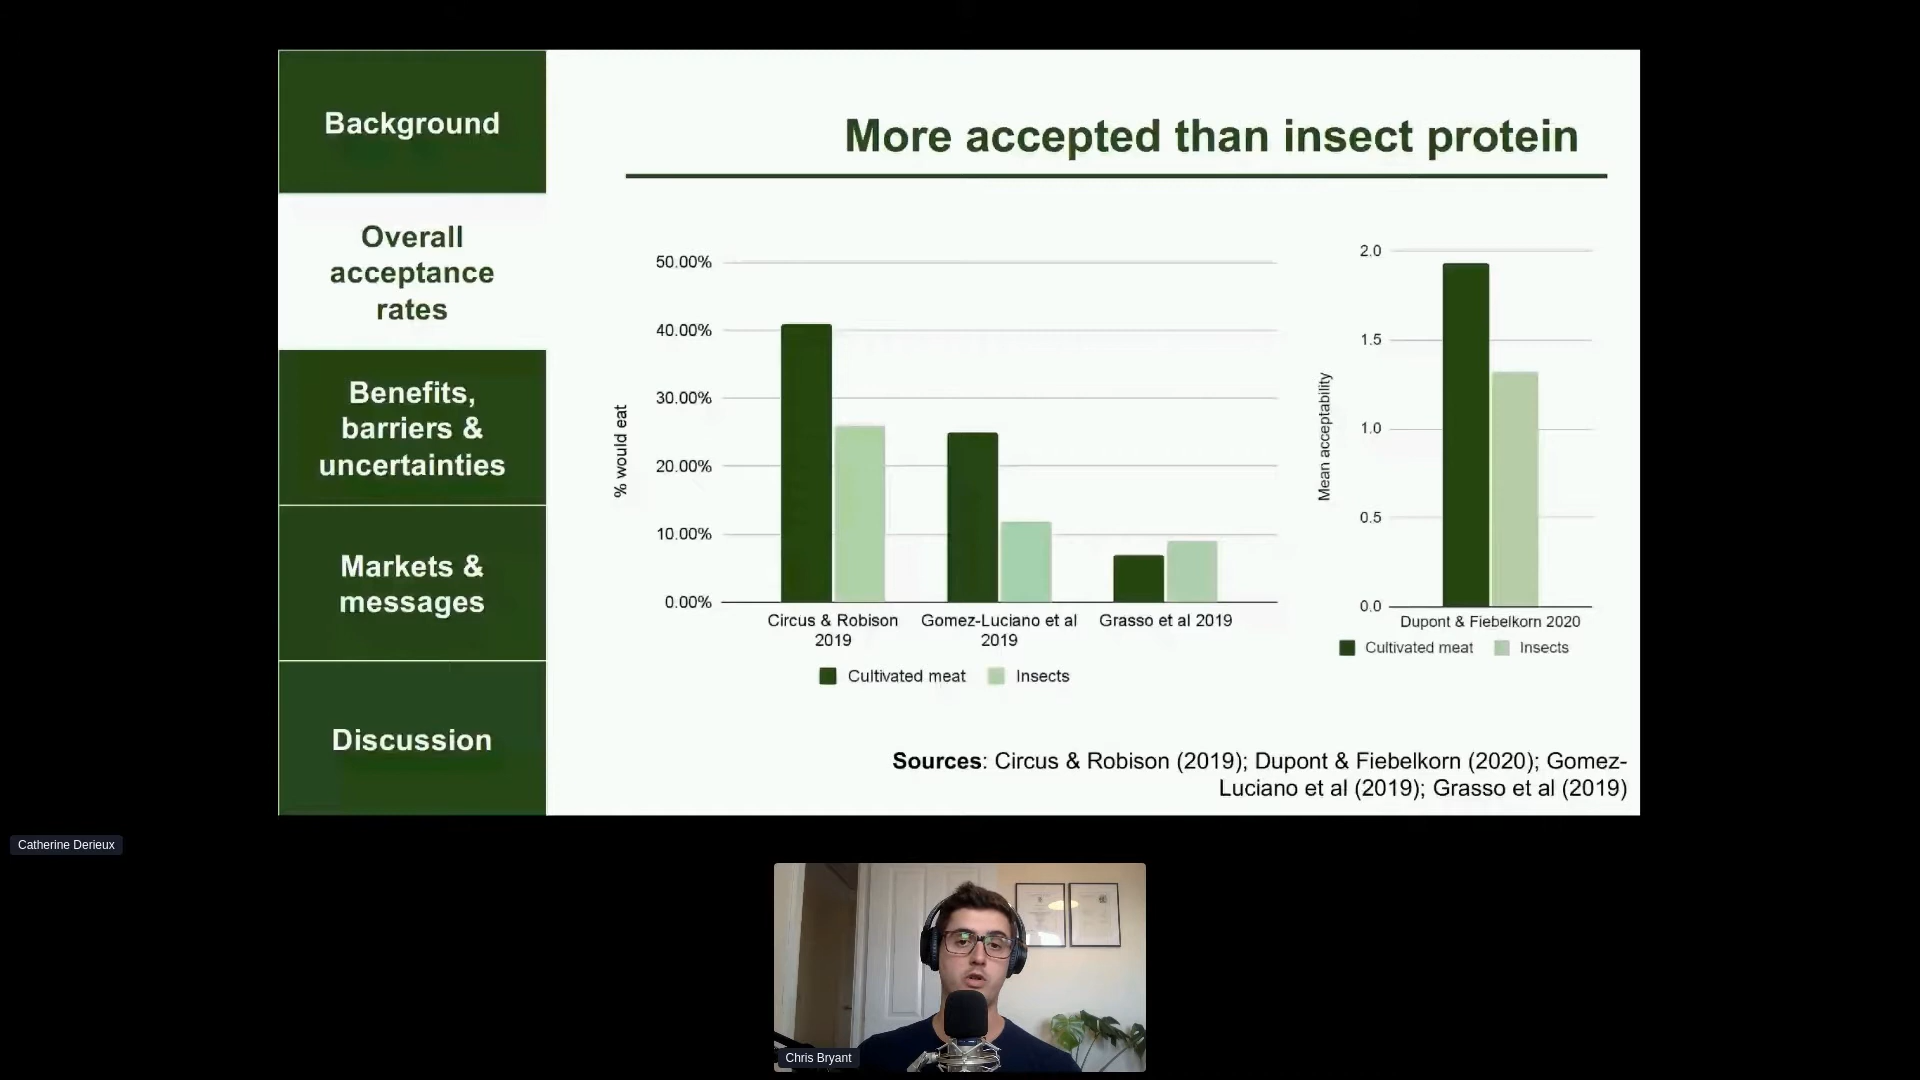 Background
Overall
acceptance
rates
Benefits,
barriers &
uncertainties
Markets &
messages
Discussion
More accepted than insect protein
50.00%
40.00%
30.00%
20.00%
10.00%
0.00%
% would eat
Circus & Robison
2019
Gomez-Luciano et al
2019
Grasso et al 2019
Cultivated meat
Insects
2.0
1.5
1.0
0.5
0.0
Mean acceptability
Dupont & Fiebelkorn 2020
Cultivated meat
Insects
Sources: Circus & Robison (2019); Dupont & Fiebelkorn (2020); Gomez-
Luciano et al (2019); Grasso et al (2019)
Catherine Derieux
Chris Bryant